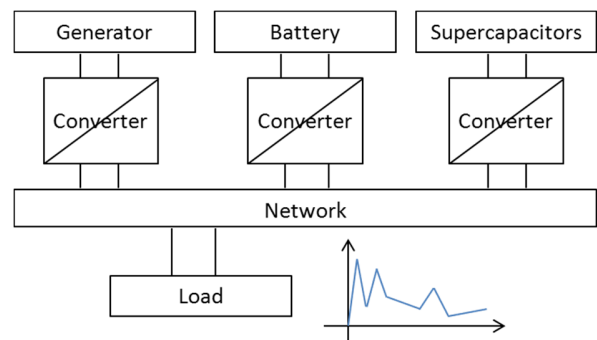 Generator
Battery
Supercapacitors
Converter
Converter
Converter
Network
Load